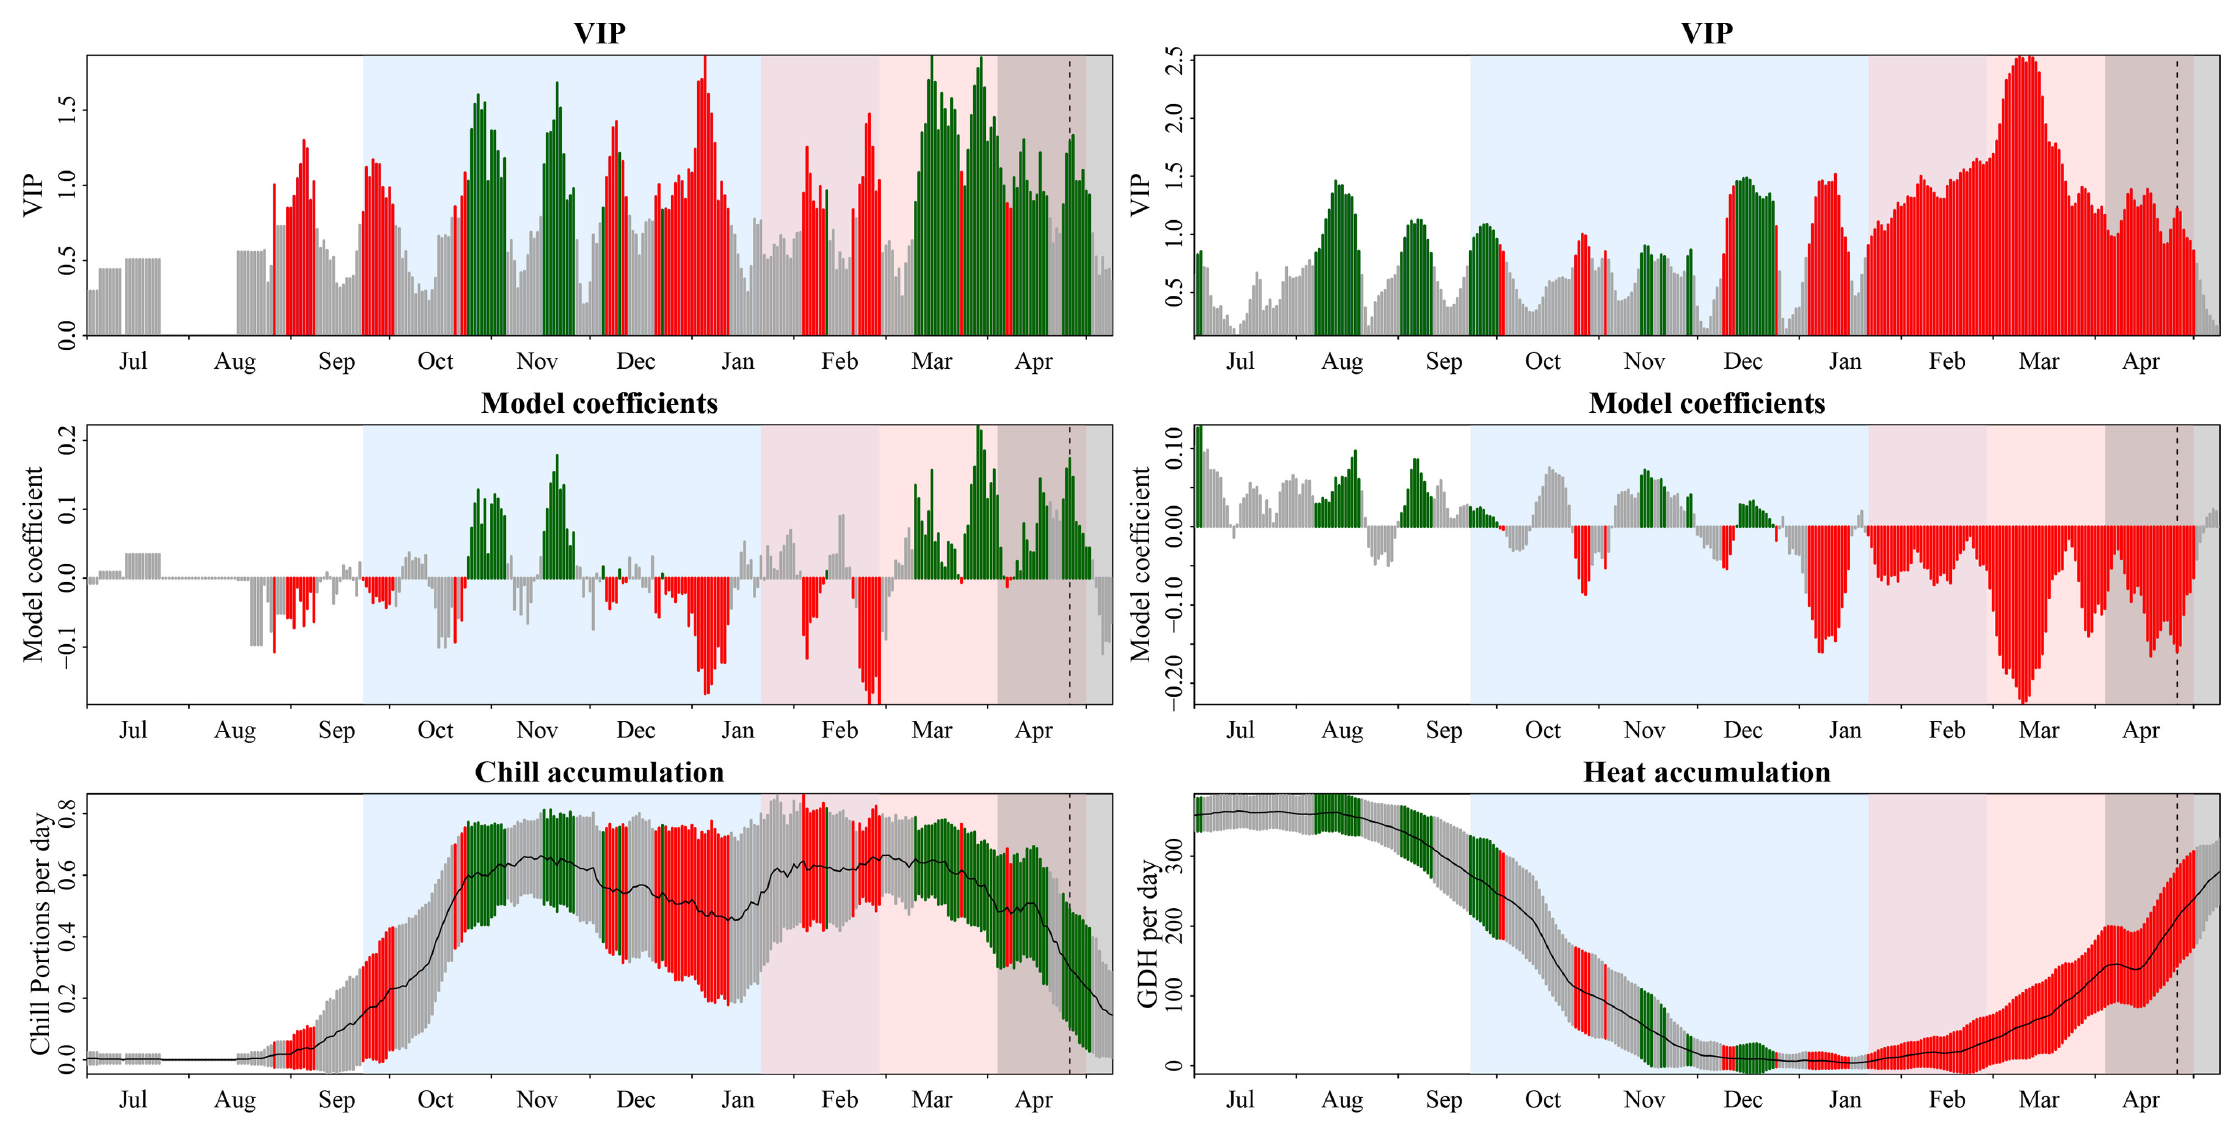 VIP
VIP
0.0 0.5 1.0 1.5
Jul Aug Sep Oct Nov Dec Jan Feb Mar Apr
VIP
VIP
0.5 1.0 1.5 2.0 2.5
Jul Aug Sep Oct Nov Dec Jan Feb Mar Apr
Model coefficients
Model coefficient
−0.1 0.0 0.1 0.2
Jul Aug Sep Oct Nov Dec Jan Feb Mar Apr
Model coefficients
Model coefficient
−0.20 −0.10 0.00 0.10
Jul Aug Sep Oct Nov Dec Jan Feb Mar Apr
Chill accumulation
Chill Portions per day
0.0 0.2 0.4 0.6 0.8
Jul Aug Sep Oct Nov Dec Jan Feb Mar Apr
Heat accumulation
GDH per day
0 100 200 300
Jul Aug Sep Oct Nov Dec Jan Feb Mar Apr